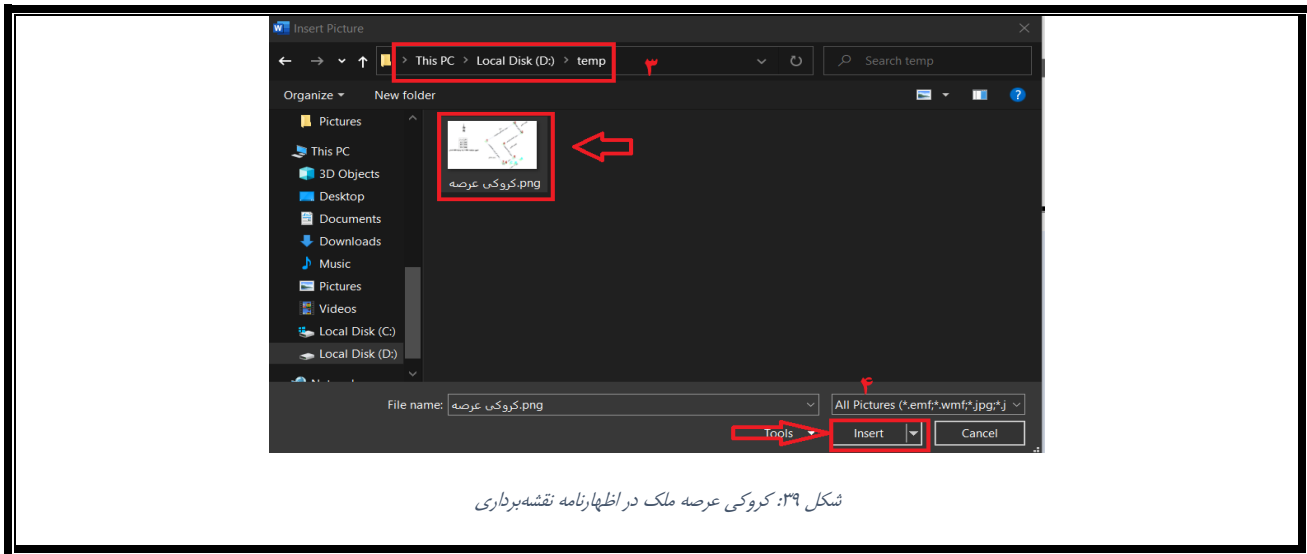 Insert Picture
This PC > Local Disk (D:) > temp
۳
Search temp
Organize
New folder
Pictures
This PC
3D Objects
Desktop
Documents
Downloads
Music
Pictures
Videos
Local Disk (C:)
Local Disk (D:)
کروکی عرصه.png
۴
File name:
کروکی عرصه.png
All Pictures (*.emf;*.wmf;*.jpg;*.j
Tools
Insert
Cancel
شکل ۳۹: کروکی عرصه ملک در اظهارنامه نقشه‌برداری